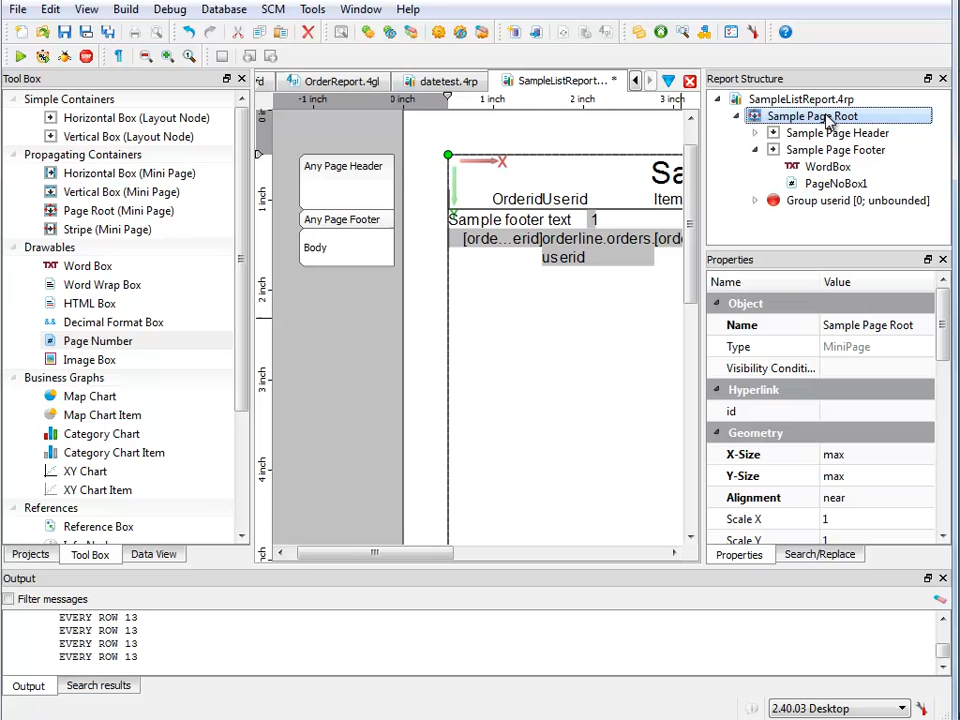 File Edit View Build Debug Database SCM Tools Window Help
Tool Box
Simple Containers
Horizontal Box (Layout Node)
Vertical Box (Layout Node)
Propagating Containers
Horizontal Box (Mini Page)
Vertical Box (Mini Page)
Page Root (Mini Page)
Stripe (Mini Page)
Drawables
Word Box
Word Wrap Box
HTML Box
Decimal Format Box
Page Number
Image Box
Business Graphs
Map Chart
Map Chart Item
Category Chart
Category Chart Item
XY Chart
XY Chart Item
References
Reference Box
Projects Tool Box Data View
OrderReport.4gl datetest.4rp SampleListReport... *
-1 inch 0 inch 1 inch 2 inch 3 inch
1 inch
2 inch
3 inch
4 inch
Any Page Header
Any Page Footer
Body
Sa
OrderidUserid Item
Sample footer text 1
[orde...erid]orderline.orders.[orde
userid
Report Structure
SampleListReport.4rp
Sample Page Root
Sample Page Header
Sample Page Footer
WordBox
PageNoBox1
Group userid [0; unbounded]
Properties
Name Value
Object
Name Sample Page Root
Type MiniPage
Visibility Conditi...
Hyperlink
id
Geometry
X-Size max
Y-Size max
Alignment near
Scale X 1
Scale Y 1
Properties Search/Replace
Output
Filter messages
EVERY ROW 13
EVERY ROW 13
EVERY ROW 13
EVERY ROW 13
Output Search results
2.40.03 Desktop